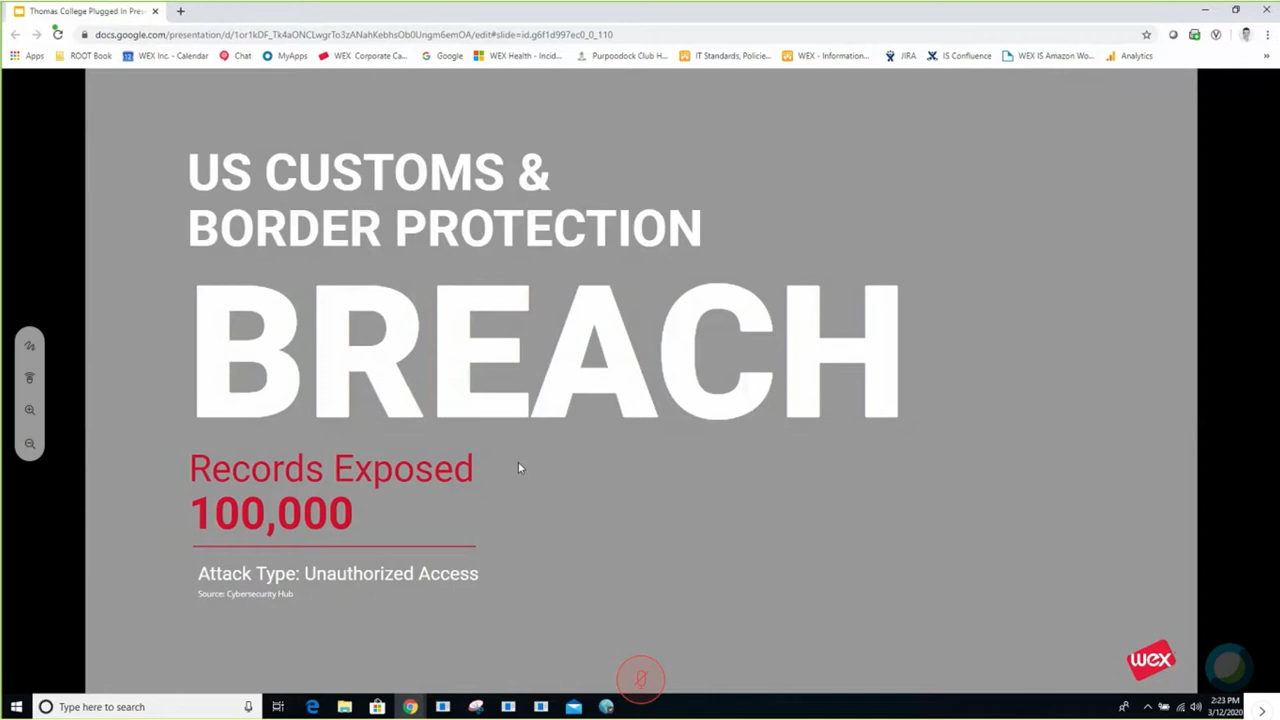 Thomas College Plugged In Pres
docs.google.com/presentation/d/1or1kDF_Tk4aONCLwgrTo3zANahKebhsOb0Ungm6emOA/edit#slide=id.g6f1d997ec0_0_110
Apps ROOT Book WEX Inc. - Calendar Chat MyApps WEX Corporate Ca... Google WEX Health - Incid... Purpoodock Club H... IT Standards, Policie... WEX - Information... JIRA IS Confluence WEX IS Amazon Wo... Analytics
US CUSTOMS &
BORDER PROTECTION
BREACH
Records Exposed
100,000
Attack Type: Unauthorized Access
Source: Cybersecurity Hub
wex
Type here to search
2:23 PM
3/12/2020